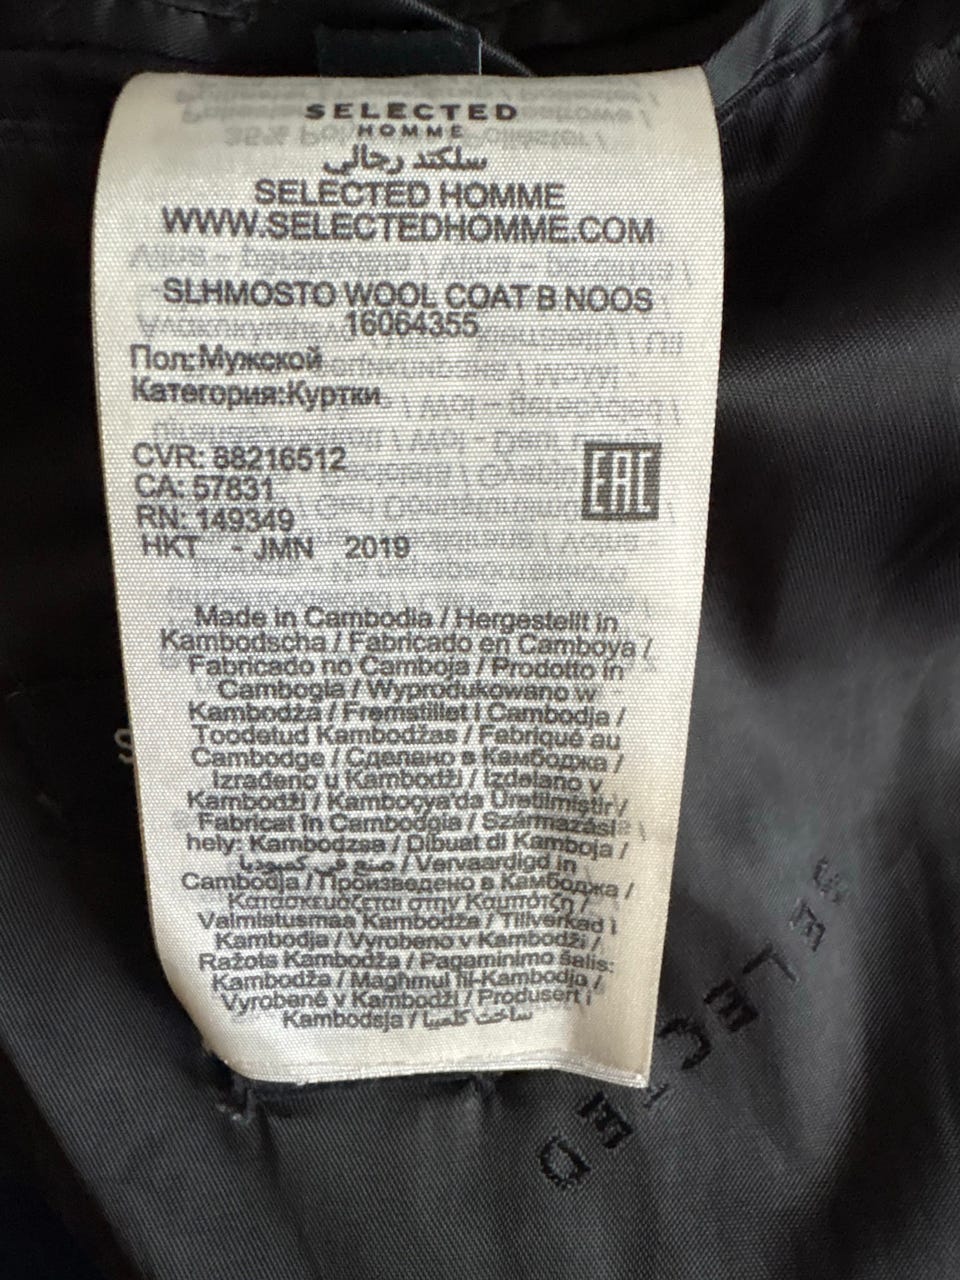 SELECTED
HOMME
سلكتد رجالي
SELECTED HOMME
WWW.SELECTEDHOMME.COM
SLHMOSTO WOOL COAT B NOOS
16064355
Пол:Мужской
Категория:Куртки
CVR: 88216512
CA: 57831
RN: 149349
HKT - JMN 2019
EAC
Made in Cambodia / Hergestellt in
Kambodscha / Fabricado en Camboya /
Fabricado no Camboja / Prodotto in
Cambogia / Wyprodukowano w
Kambodża / Fremstillet i Cambodja /
Toodetud Kambodžas / Fabriqué au
Cambodge / Сделано в Камбоджа /
Izrađeno u Kambodži / Izdelano v
Kambodži / Kamboçya'da Üretilmiştir /
Fabricat în Cambodgia / Származási
hely: Kambodzsa / Dibuat di Kamboja /
صنع في كمبوديا / Vervaardigd in
Cambodja / Произведено в Камбоджа /
Κατασκευάζεται στην Καμπότζη /
Valmistusmaa Kambodža / Tillverkad i
Kambodja / Vyrobeno v Kambodži /
Ražots Kambodža / Pagaminimo šalis:
Kambodža / Maghmul fil-Kambodja /
Vyrobené v Kambodži / Produsert i
Kambodsja / ساخت
SELECTED